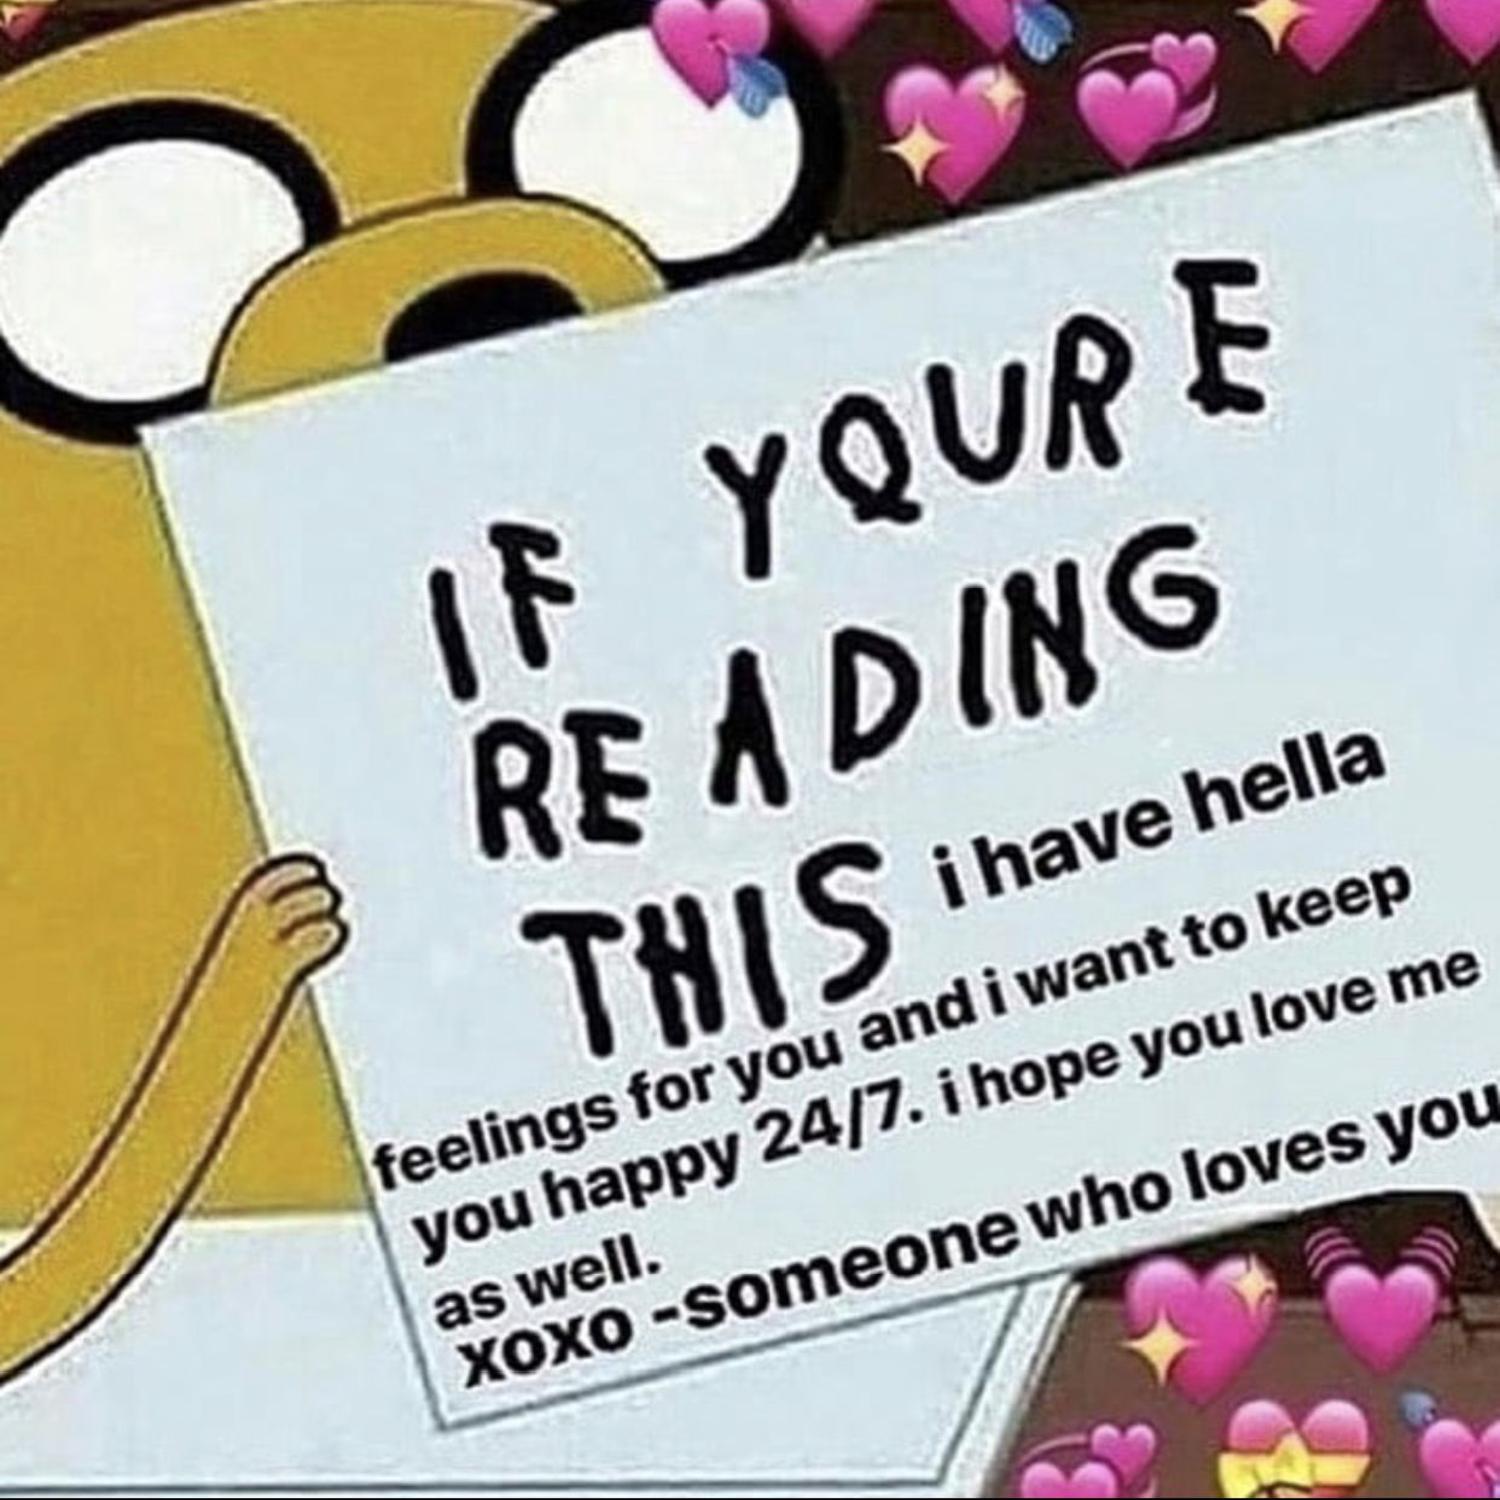 IF YOURE
READING
THIS i have hella
feelings for you and i want to keep
you happy 24/7. i hope you love me
as well.
xoxo -someone who loves you